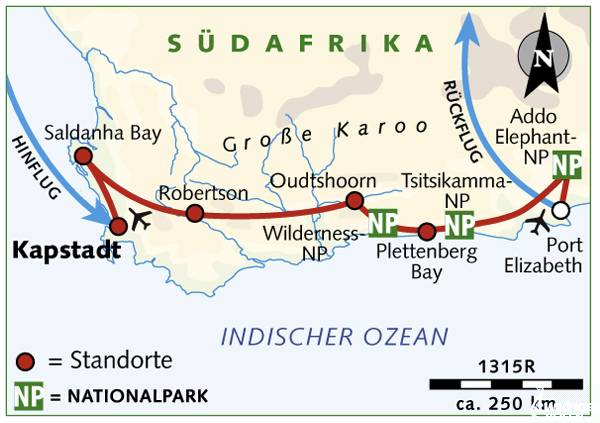 SÜDAFRIKA
N
HINFLUG
RÜCKFLUG
Saldanha Bay
Große Karoo
Addo
Elephant-
NP
NP
Robertson
Oudtshoorn
Tsitsikamma-
NP
NP
Kapstadt
Wilderness-
NP
NP
Plettenberg
Bay
Port
Elizabeth
INDISCHER OZEAN
= Standorte
NP = NATIONALPARK
1315R
ca. 250 km